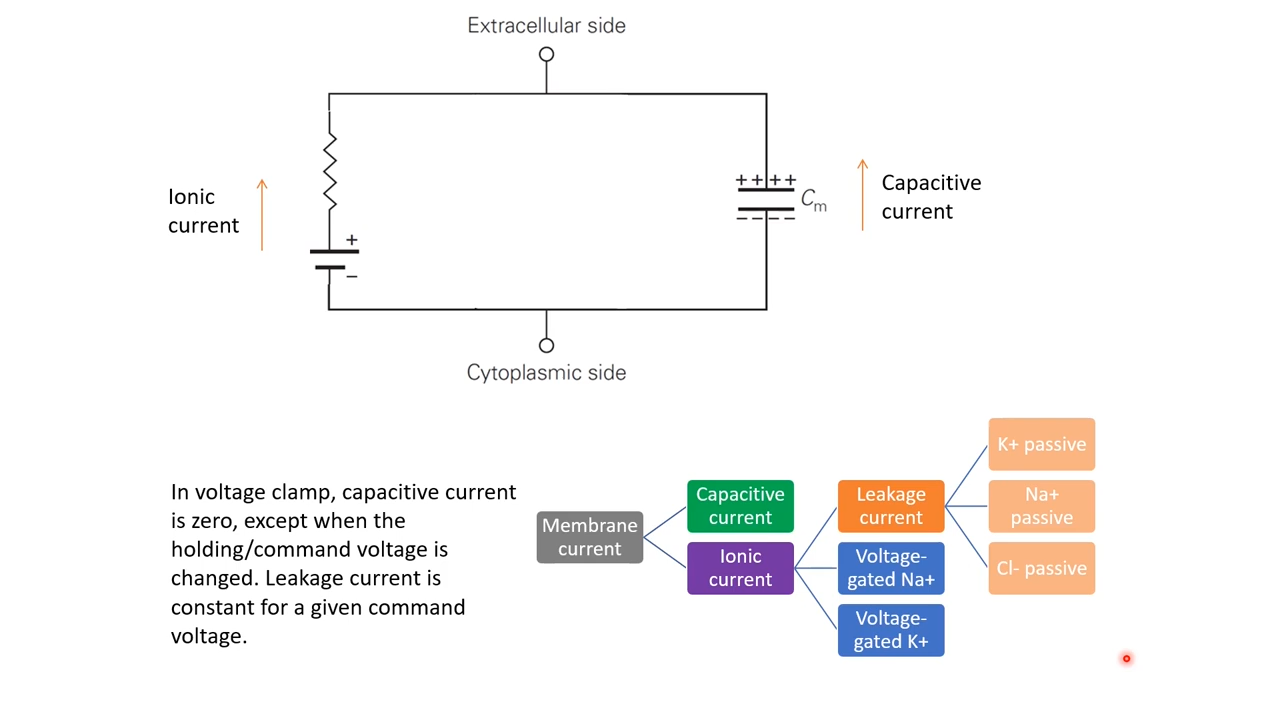 Extracellular side
Ionic
current
+
++++
Cm
– – – –
Capacitive
current
+
–
Cytoplasmic side
In voltage clamp, capacitive current
is zero, except when the
holding/command voltage is
changed. Leakage current is
constant for a given command
voltage.
Membrane
current
Capacitive
current
Ionic
current
Leakage
current
Voltage-
gated Na+
Voltage-
gated K+
K+ passive
Na+
passive
Cl- passive